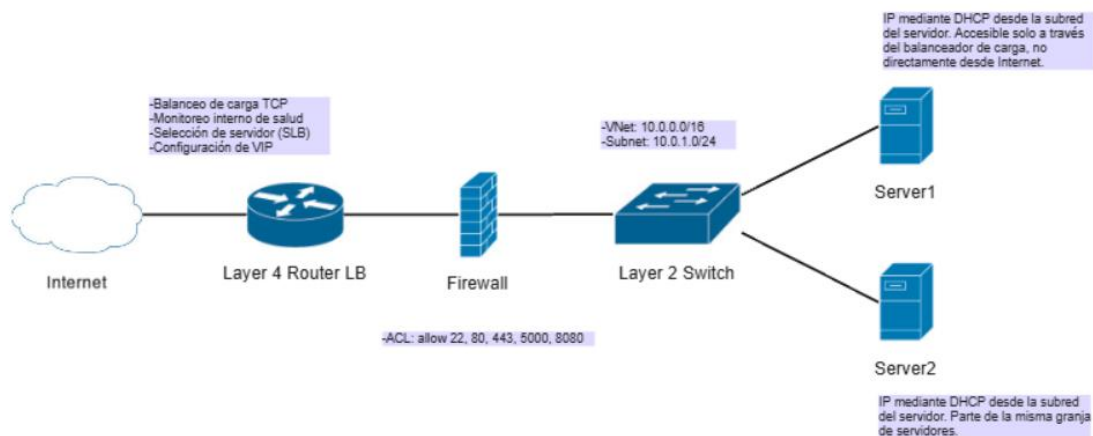 IP mediante DHCP desde la subred
del servidor. Accesible solo a través
del balanceador de carga, no
directamente desde Internet.
-Balanceo de carga TCP
-Monitoreo interno de salud
-Selección de servidor (SLB)
-Configuración de VIP
-VNet: 10.0.0.0/16
-Subnet: 10.0.1.0/24
Server1
Internet
Layer 4 Router LB
Firewall
Layer 2 Switch
-ACL: allow 22, 80, 443, 5000, 8080
Server2
IP mediante DHCP desde la subred
del servidor. Parte de la misma granja
de servidores.